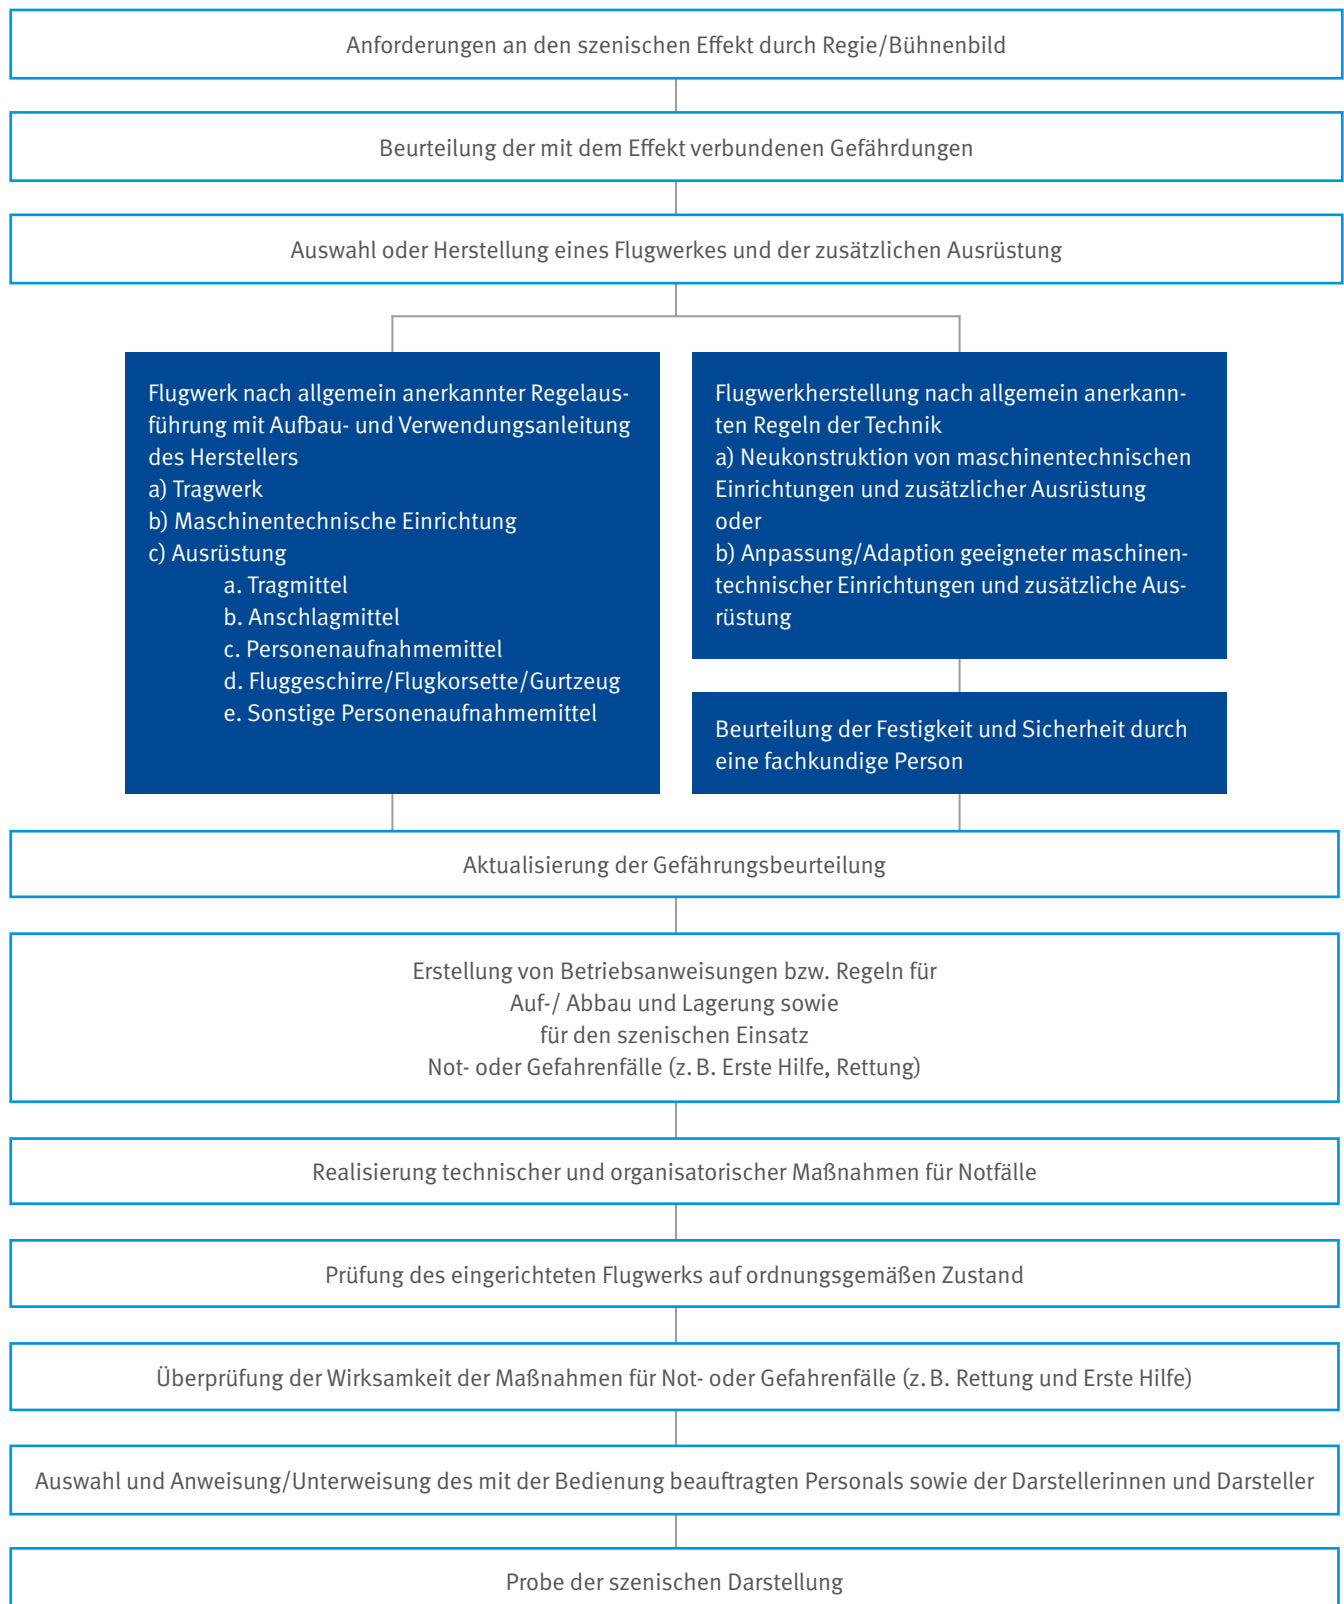 Anforderungen an den szenischen Effekt durch Regie/Bühnenbild
Beurteilung der mit dem Effekt verbundenen Gefährdungen
Auswahl oder Herstellung eines Flugwerkes und der zusätzlichen Ausrüstung
Flugwerk nach allgemein anerkannter Regelaus-
führung mit Aufbau- und Verwendungsanleitung
des Herstellers
a) Tragwerk
b) Maschinentechnische Einrichtung
c) Ausrüstung
a. Tragmittel
b. Anschlagmittel
c. Personenaufnahmemittel
d. Fluggeschirre/Flugkorsette/Gurtzeug
e. Sonstige Personenaufnahmemittel
Flugwerkherstellung nach allgemein anerkann-
ten Regeln der Technik
a) Neukonstruktion von maschinentechnischen
Einrichtungen und zusätzlicher Ausrüstung
oder
b) Anpassung/Adaption geeigneter maschinen-
technischer Einrichtungen und zusätzliche Aus-
rüstung
Beurteilung der Festigkeit und Sicherheit durch
eine fachkundige Person
Aktualisierung der Gefährungsbeurteilung
Erstellung von Betriebsanweisungen bzw. Regeln für
Auf-/ Abbau und Lagerung sowie
für den szenischen Einsatz
Not- oder Gefahrenfälle (z. B. Erste Hilfe, Rettung)
Realisierung technischer und organisatorischer Maßnahmen für Notfälle
Prüfung des eingerichteten Flugwerks auf ordnungsgemäßen Zustand
Überprüfung der Wirksamkeit der Maßnahmen für Not- oder Gefahrenfälle (z. B. Rettung und Erste Hilfe)
Auswahl und Anweisung/Unterweisung des mit der Bedienung beauftragten Personals sowie der Darstellerinnen und Darsteller
Probe der szenischen Darstellung